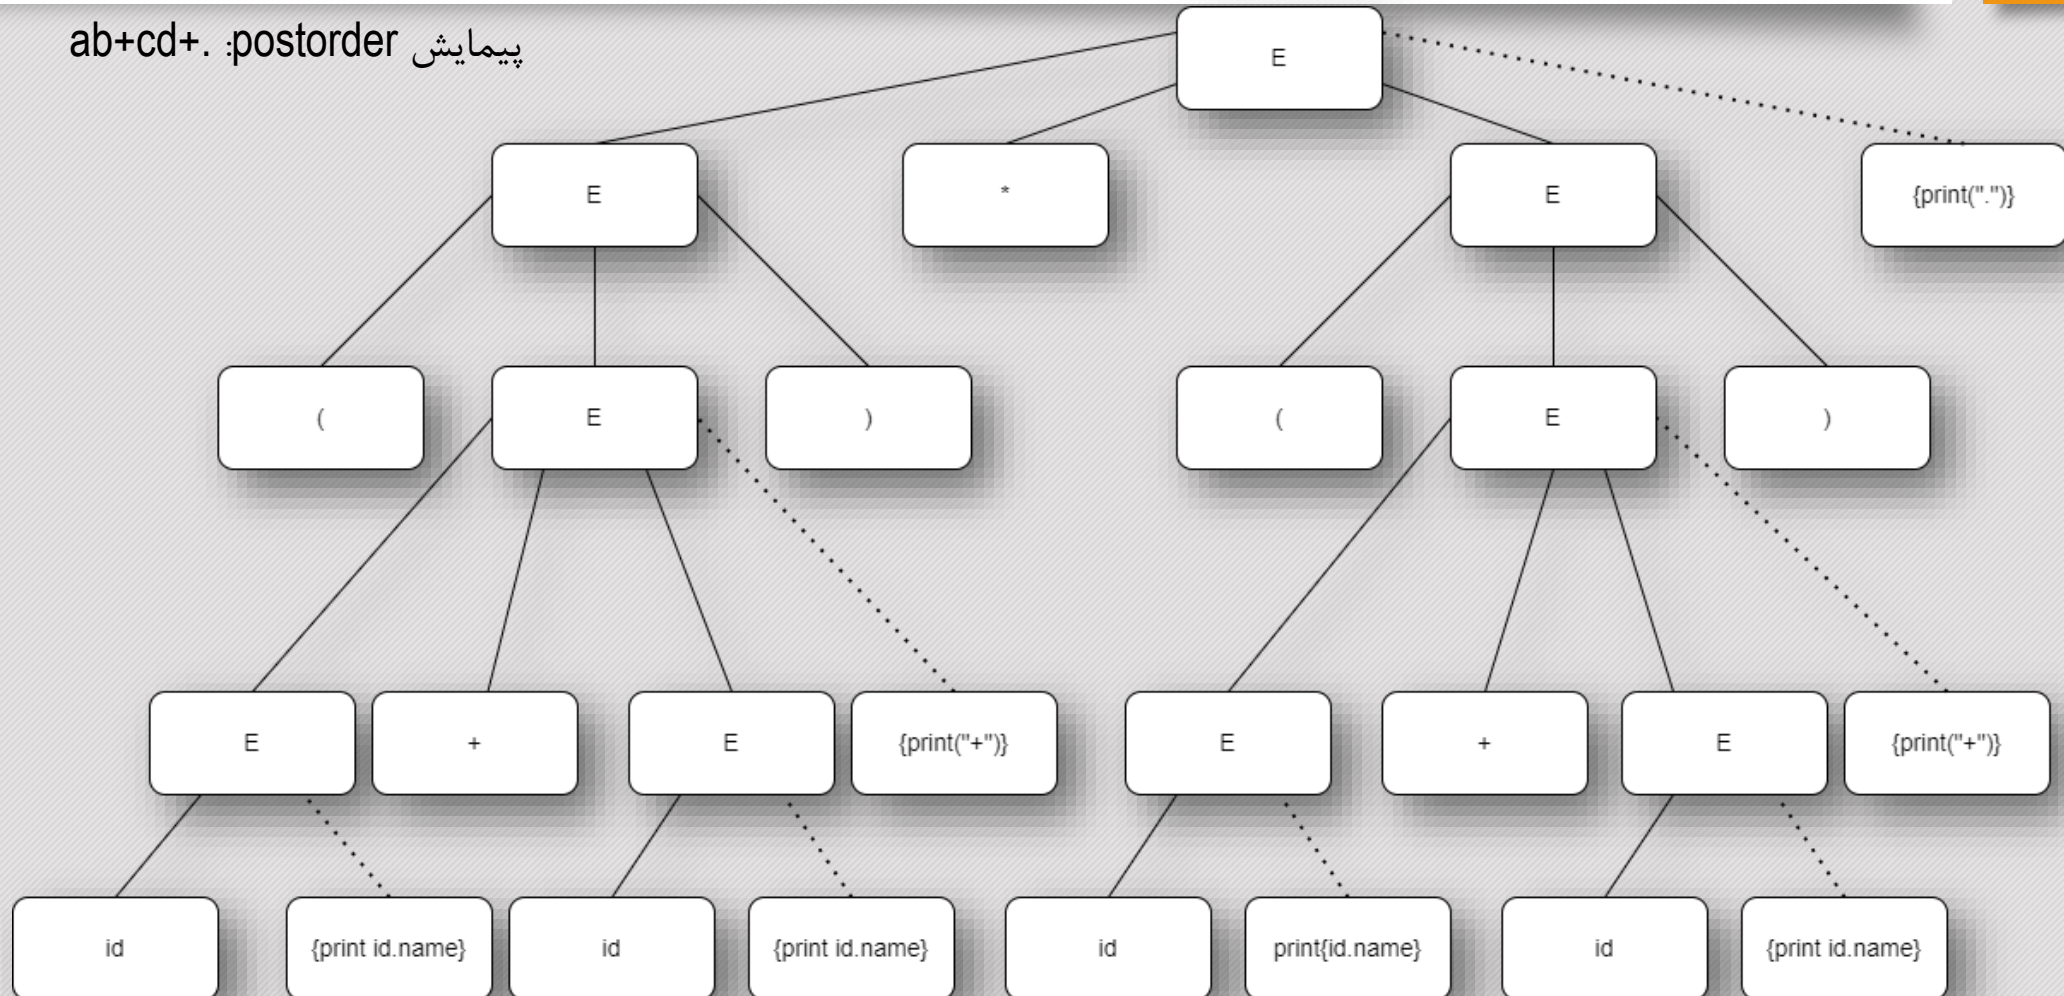 پیمایش postorder: ab+cd+.
E
E * E {print(".")}
( E ) ( E )
E + E {print("+")} E + E {print("+")}
id {print id.name} id {print id.name} id print{id.name} id {print id.name}